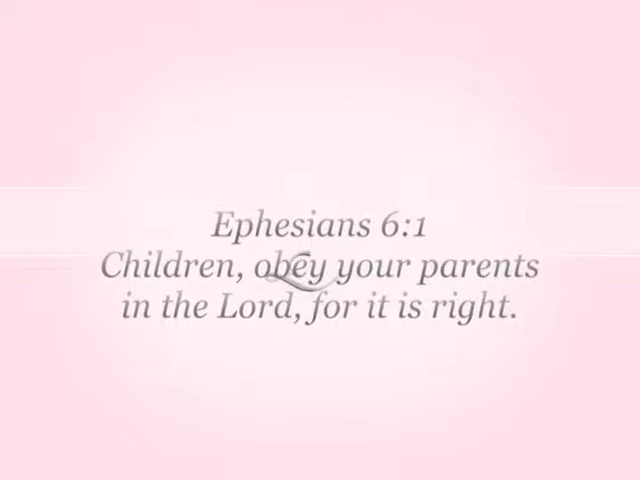 Ephesians 6:1
Children, obey your parents
in the Lord, for it is right.